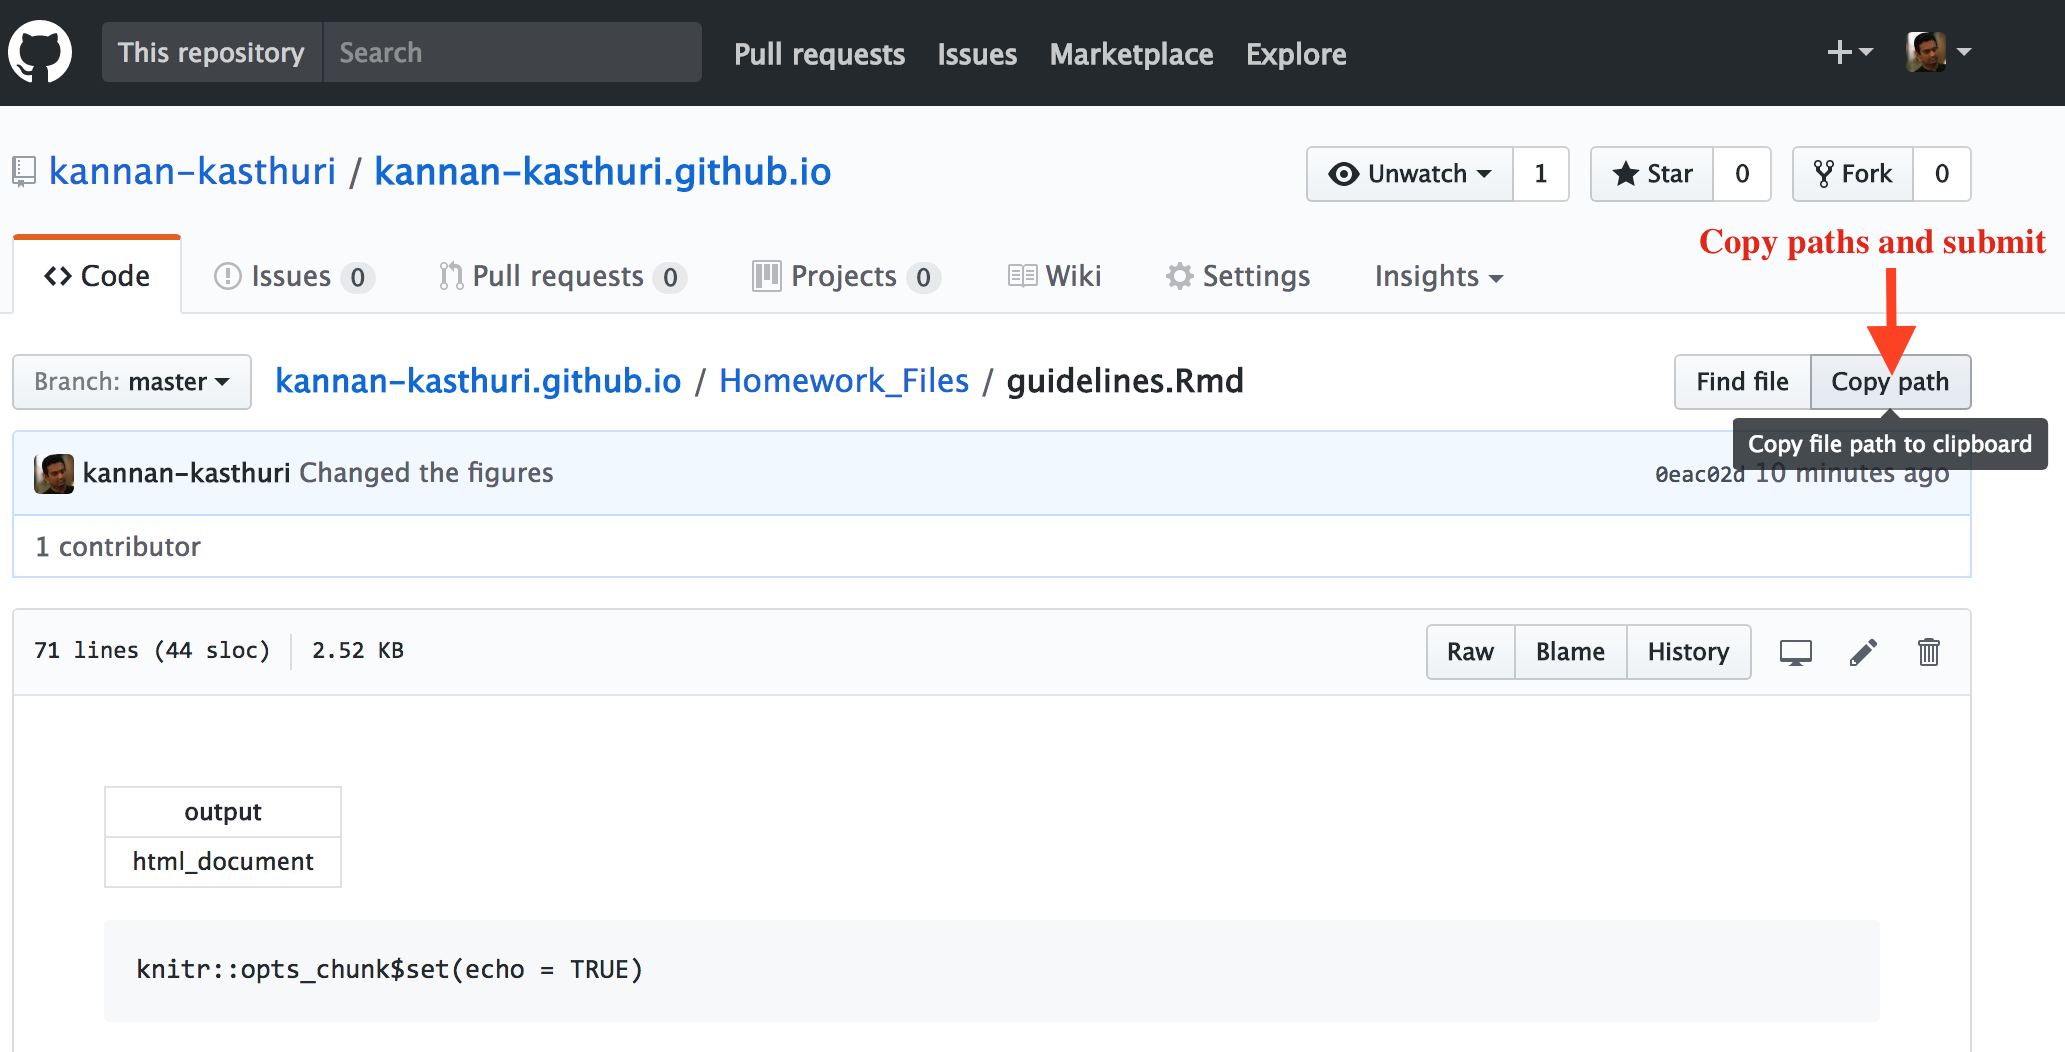 This repository Search Pull requests Issues Marketplace Explore
kannan-kasthuri / kannan-kasthuri.github.io Unwatch 1 Star 0 Fork 0
Copy paths and submit
Code Issues 0 Pull requests 0 Projects 0 Wiki Settings Insights
Branch: master kannan-kasthuri.github.io / Homework_Files / guidelines.Rmd Find file Copy path
Copy file path to clipboard
kannan-kasthuri Changed the figures 0eac02d 10 minutes ago
1 contributor
71 lines (44 sloc) 2.52 KB Raw Blame History
output
html_document
knitr::opts_chunk$set(echo = TRUE)